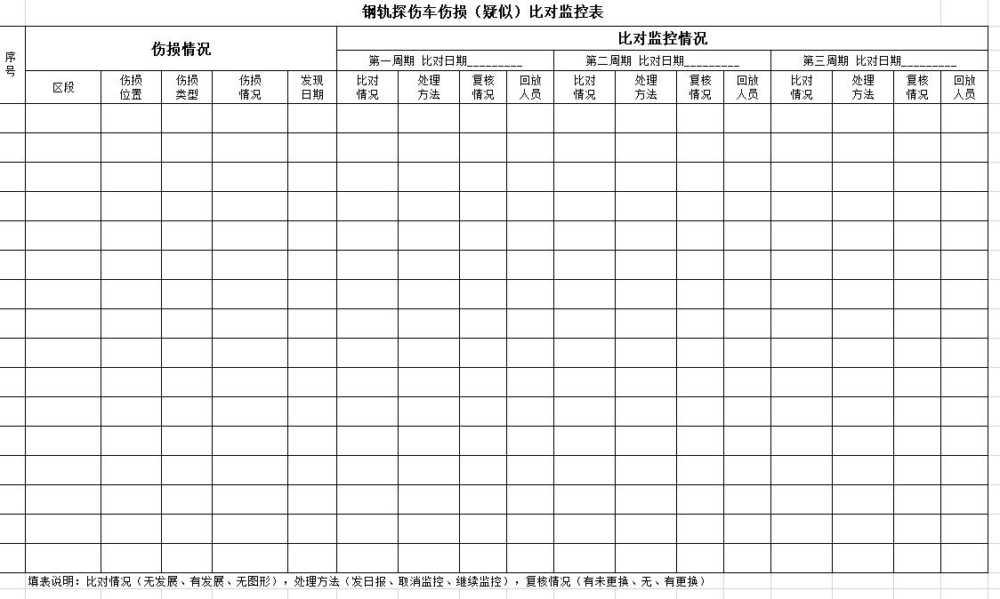 钢轨探伤车伤损（疑似）比对监控表
序号
伤损情况
比对监控情况
第一周期 比对日期_________
第二周期 比对日期_________
第三周期 比对日期_________
区段
伤损
位置
伤损
类型
伤损
情况
发现
日期
比对
情况
处理
方法
复核
情况
回放
人员
比对
情况
处理
方法
复核
情况
回放
人员
比对
情况
处理
方法
复核
情况
回放
人员
填表说明：比对情况（无发展、有发展、无图形），处理方法（发日报、取消监控、继续监控），复核情况（有未更换、无、有更换）